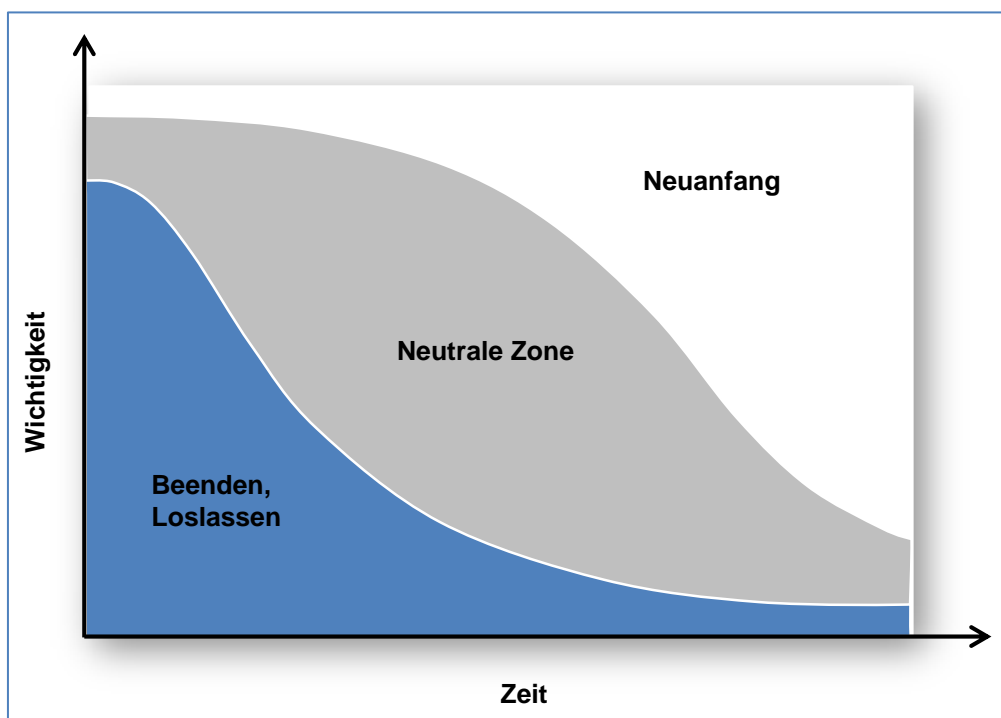 Neuanfang
Neutrale Zone
Wichtigkeit
Beenden,
Loslassen
Zeit